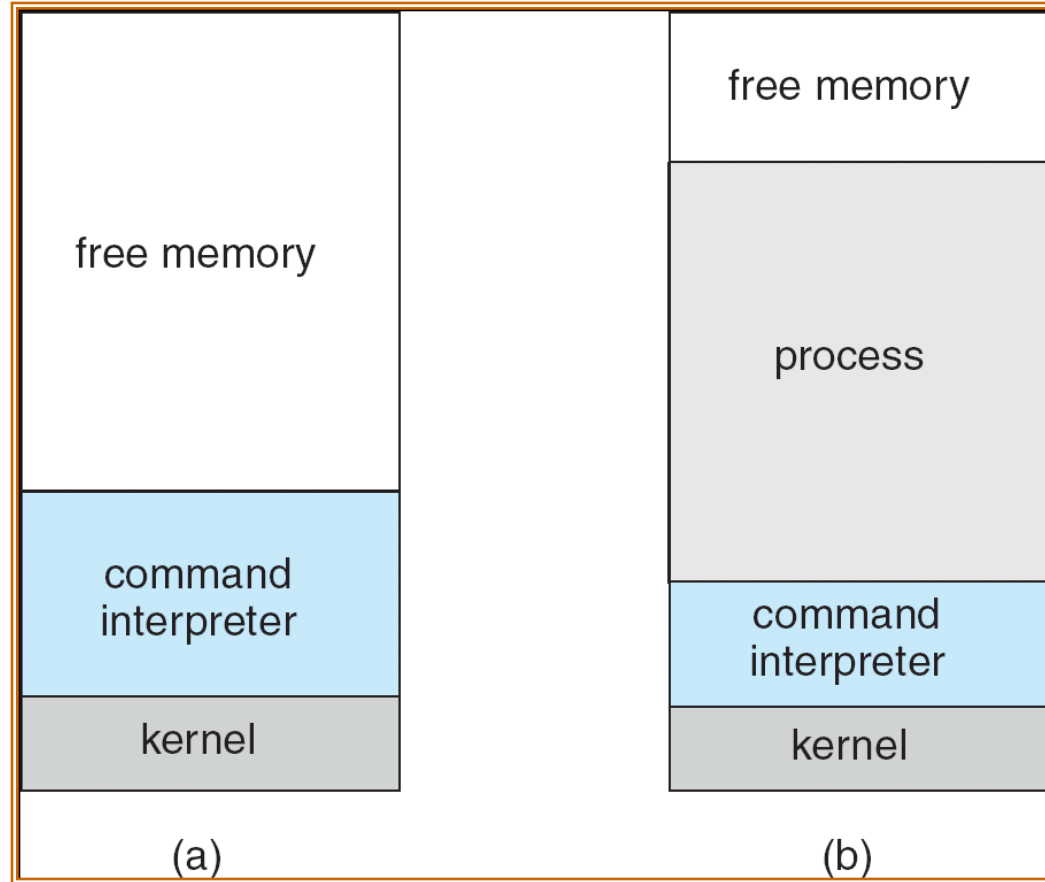 free memory
command
interpreter
kernel
(a)
free memory
process
command
interpreter
kernel
(b)